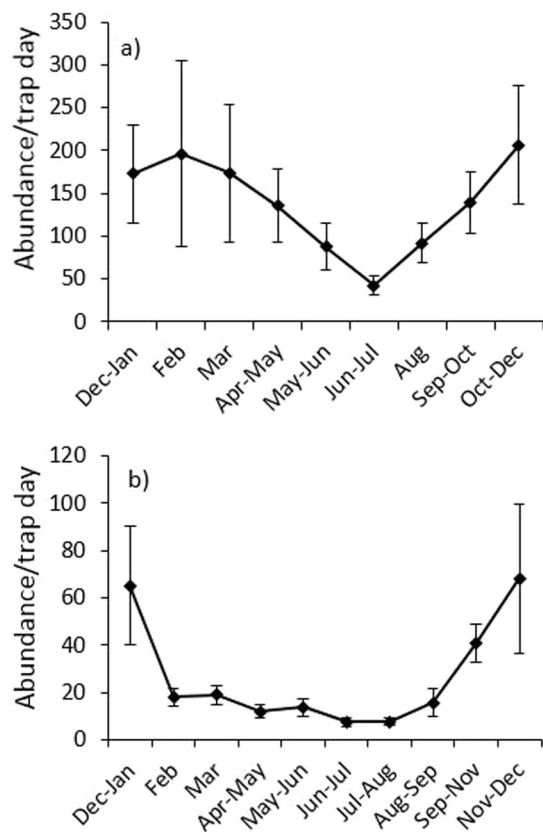 a)
Abundance/trap day
350
300
250
200
150
100
50
0
Dec-Jan
Feb
Mar
Apr-May
May-Jun
Jun-Jul
Aug
Sep-Oct
Oct-Dec
b)
Abundance/trap day
120
100
80
60
40
20
0
Dec-Jan
Feb
Mar
Apr-May
May-Jun
Jun-Jul
Jul-Aug
Aug-Sep
Sep-Nov
Nov-Dec